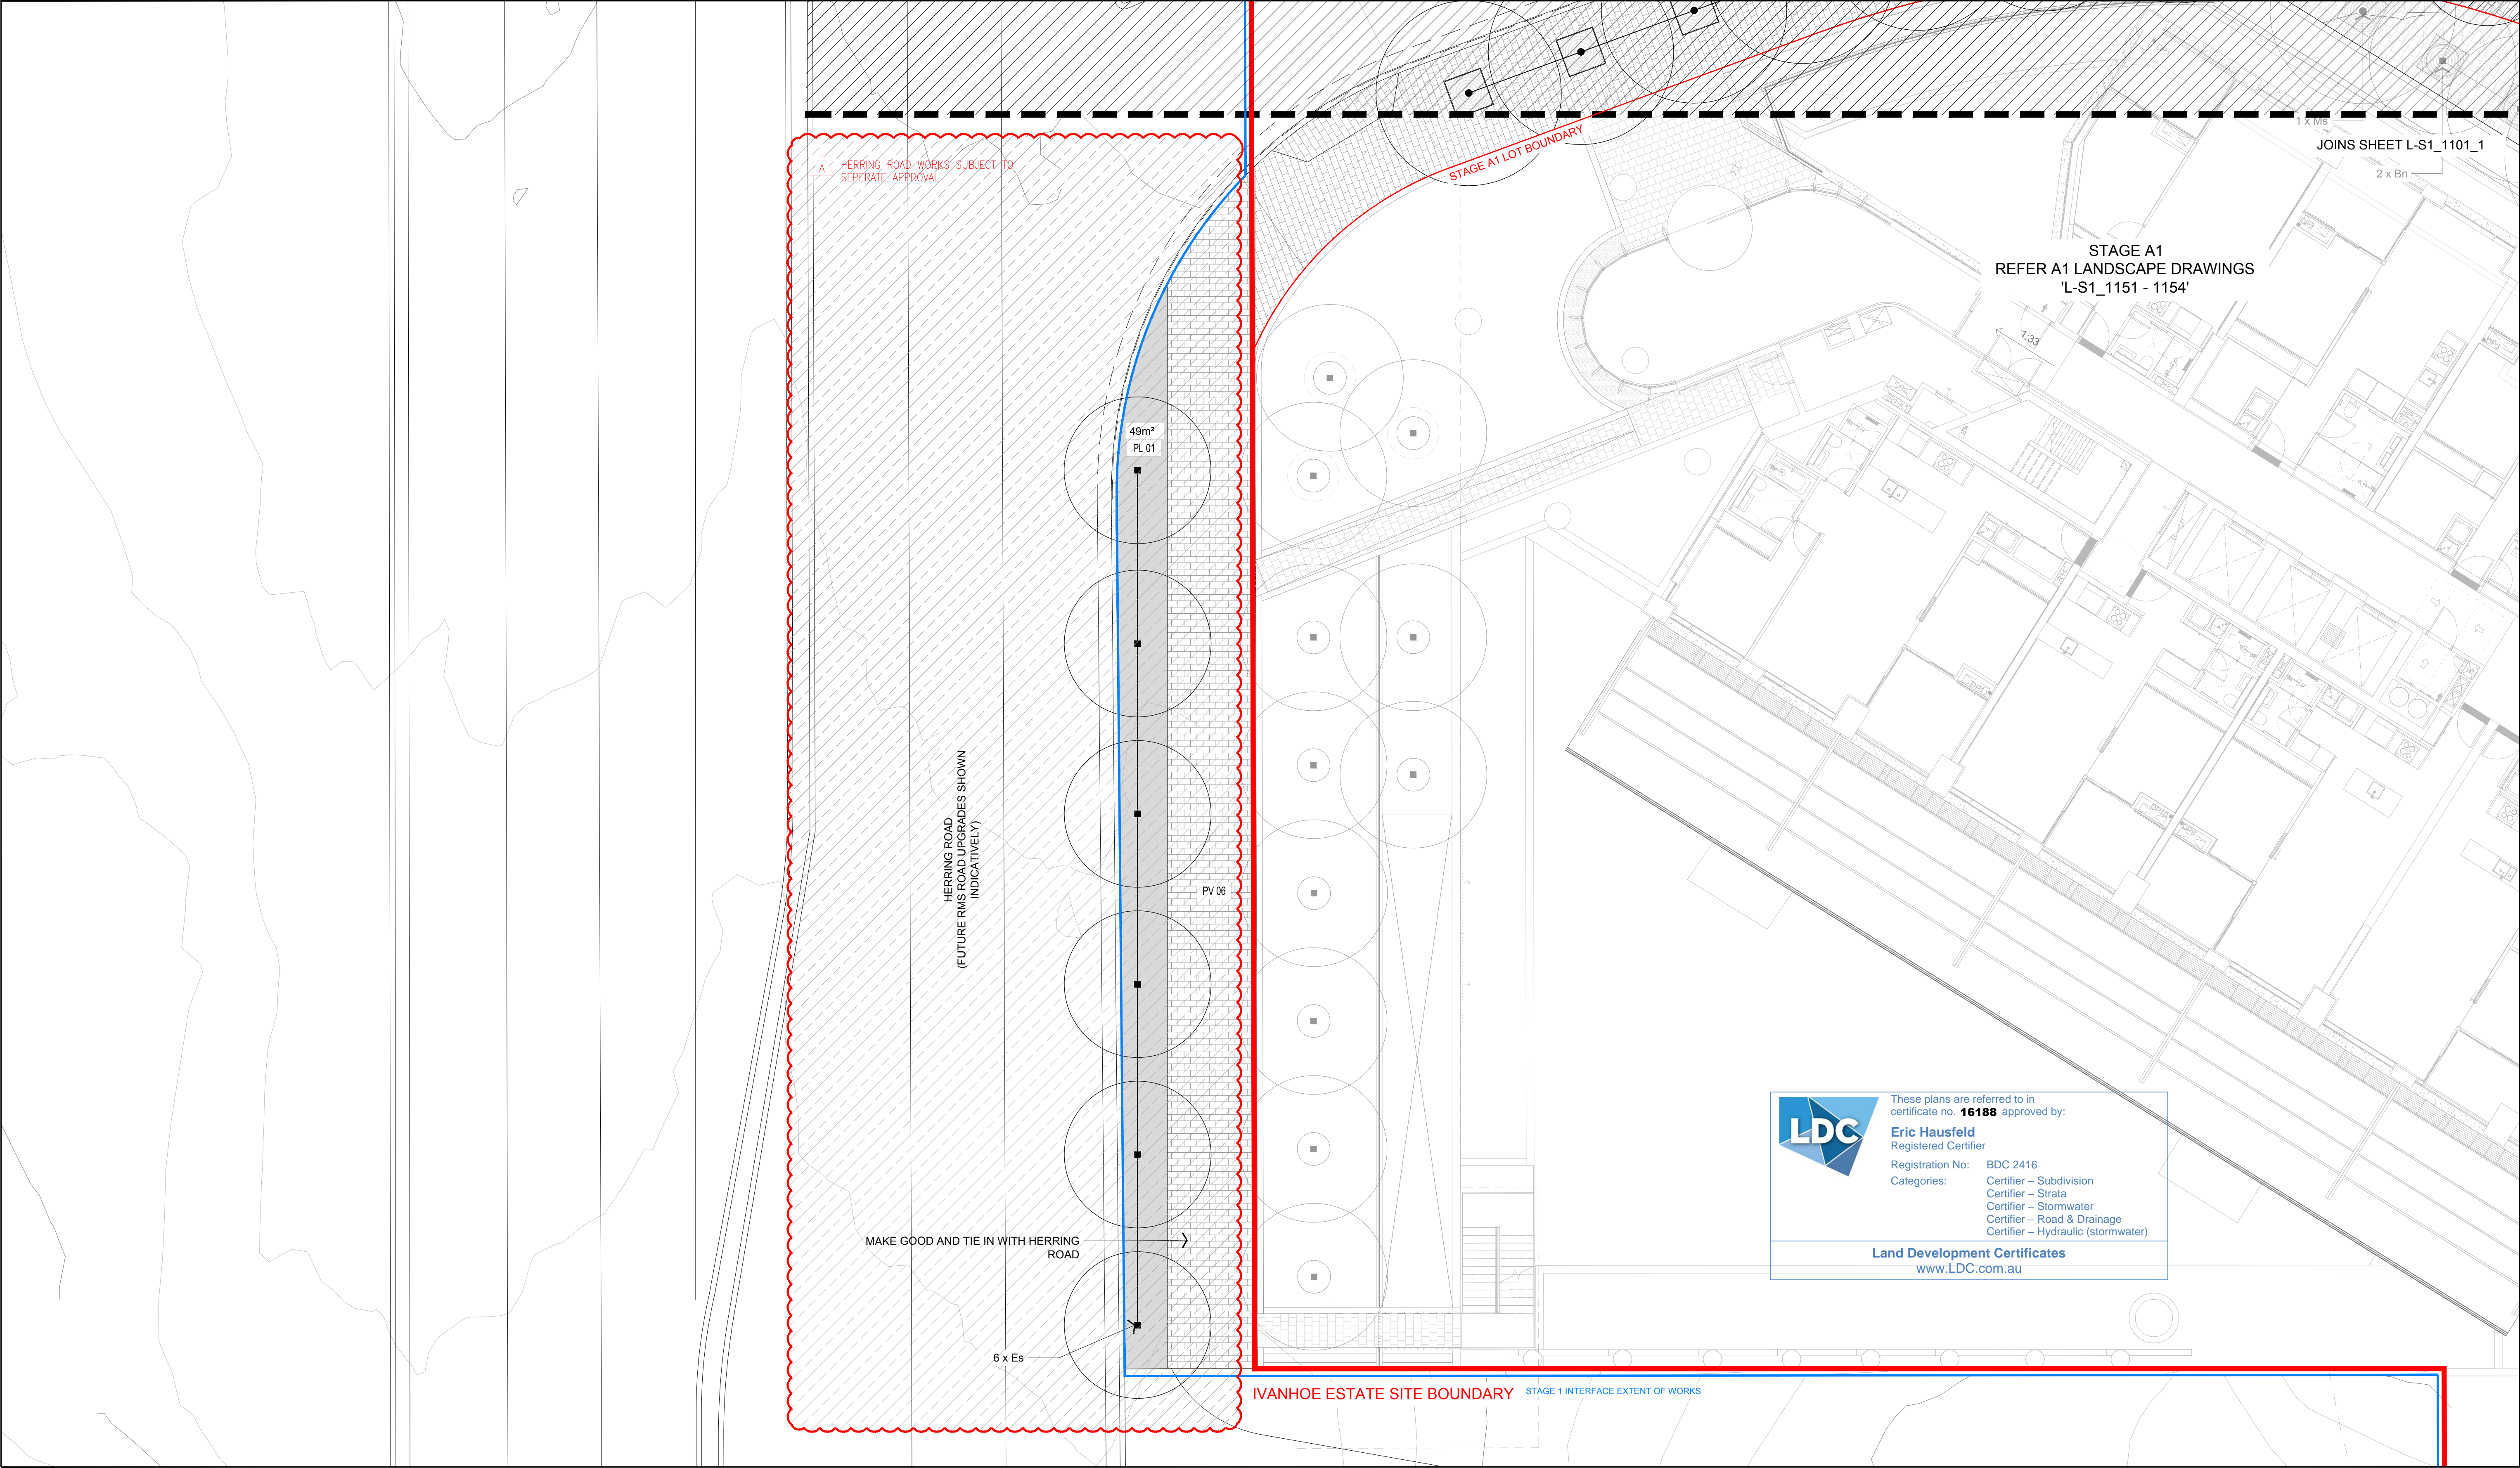 1 x Ms
JOINS SHEET L-S1_1101_1
2 x Bn
STAGE A1 LOT BOUNDARY
A
HERRING ROAD WORKS SUBJECT TO
SEPERATE APPROVAL
STAGE A1
REFER A1 LANDSCAPE DRAWINGS
'L-S1_1151 - 1154'
1:33
49m²
PL 01
HERRING ROAD
(FUTURE RMS ROAD UPGRADES SHOWN
INDICATIVELY)
PV 06
MAKE GOOD AND TIE IN WITH HERRING
ROAD
6 x Es
IVANHOE ESTATE SITE BOUNDARY
STAGE 1 INTERFACE EXTENT OF WORKS
LDC
These plans are referred to in
certificate no. 16188 approved by:
Eric Hausfeld
Registered Certifier
Registration No: BDC 2416
Categories: Certifier – Subdivision
Certifier – Strata
Certifier – Stormwater
Certifier – Road & Drainage
Certifier – Hydraulic (stormwater)
Land Development Certificates
www.LDC.com.au